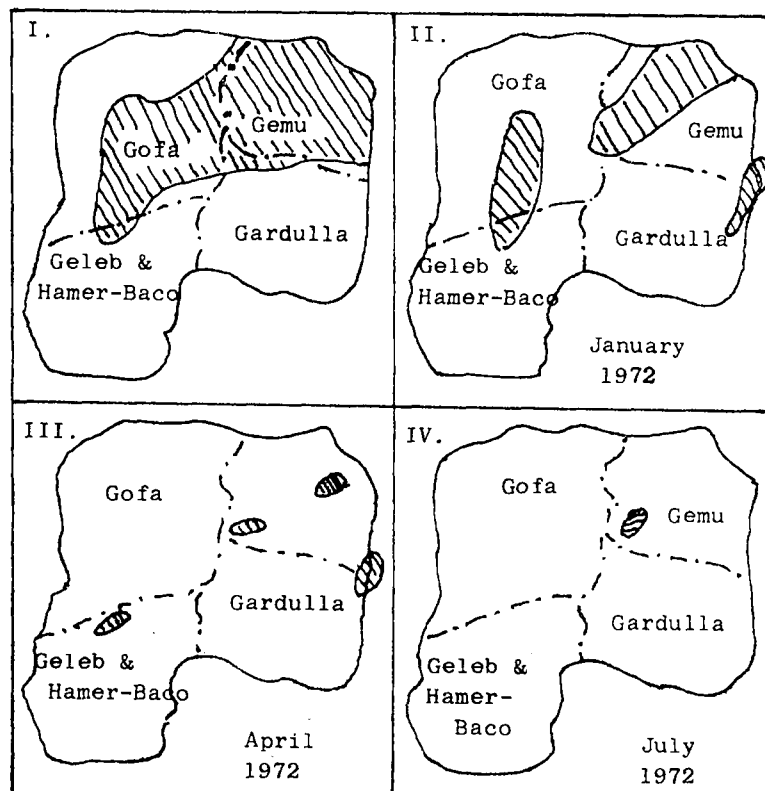 I.
Gofa
Gemu
Gardulla
Geleb &
Hamer-Baco
II.
Gofa
Gemu
Gardulla
Geleb &
Hamer-Baco
January
1972
III.
Gofa
Gardulla
Geleb &
Hamer-Baco
April
1972
IV.
Gofa
Gemu
Gardulla
Geleb &
Hamer-
Baco
July
1972